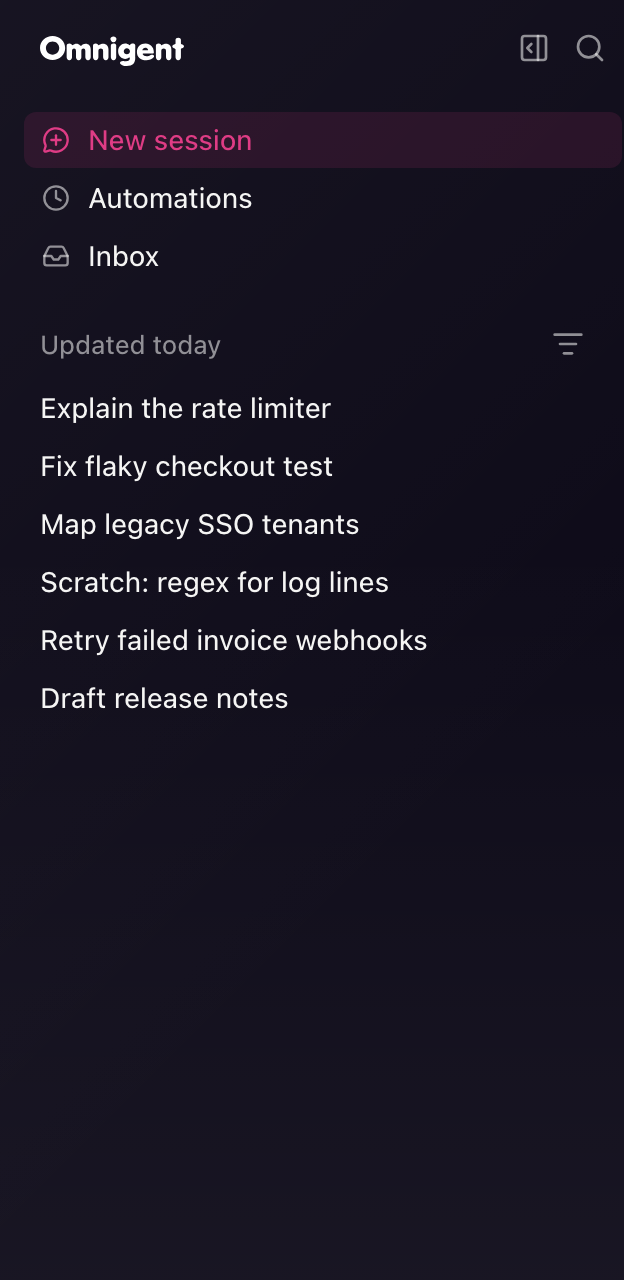 Omnigent
New session
Automations
Inbox
Updated today
Explain the rate limiter
Fix flaky checkout test
Map legacy SSO tenants
Scratch: regex for log lines
Retry failed invoice webhooks
Draft release notes